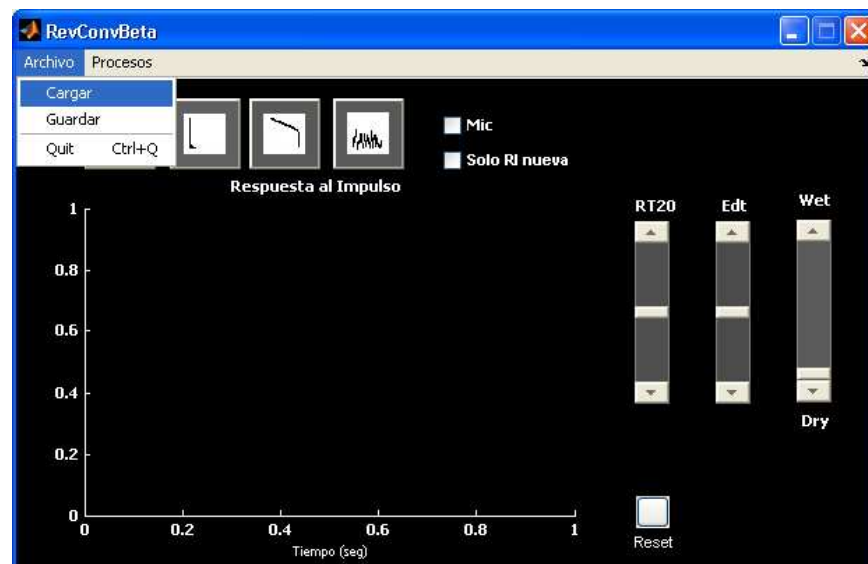 RevConvBeta
Archivo Procesos
Cargar
Guardar
Quit Ctrl+Q
Mic
Solo RI nueva
Respuesta al Impulso
RT20 Edt Wet
1
0.8
0.6
0.4
0.2
0
0 0.2 0.4 0.6 0.8 1
Tiempo (seg)
Dry
Reset